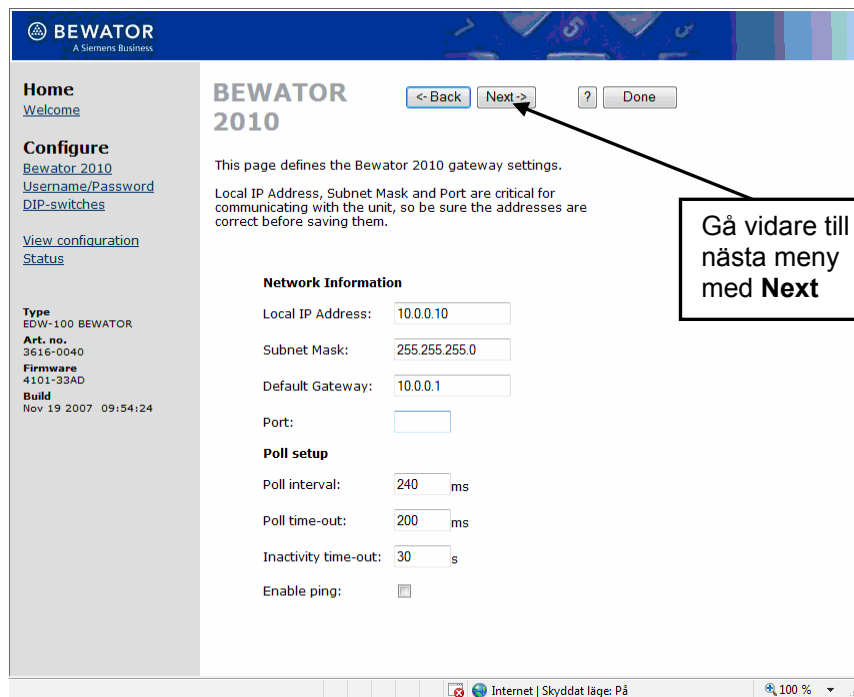 BEWATOR
A Siemens Business
Home
Welcome
Configure
Bewator 2010
Username/Password
DIP-switches
View configuration
Status
Type
EDW-100 BEWATOR
Art. no.
3616-0040
Firmware
4101-33AD
Build
Nov 19 2007 09:54:24
BEWATOR
2010
<- Back
Next->
?
Done
This page defines the Bewator 2010 gateway settings.
Local IP Address, Subnet Mask and Port are critical for
communicating with the unit, so be sure the addresses are
correct before saving them.
Gå vidare till
nästa meny
med Next
Network Information
Local IP Address: 10.0.0.10
Subnet Mask: 255.255.255.0
Default Gateway: 10.0.0.1
Port:
Poll setup
Poll interval: 240 ms
Poll time-out: 200 ms
Inactivity time-out: 30 s
Enable ping:
Internet | Skyddat läge: På
100 %